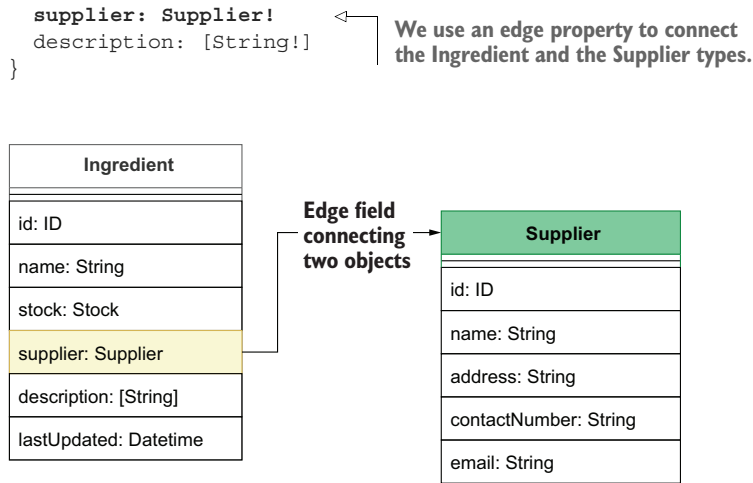 supplier: Supplier!
description: [String!]
}
We use an edge property to connect
the Ingredient and the Supplier types.
Ingredient
id: ID
name: String
stock: Stock
supplier: Supplier
description: [String]
lastUpdated: Datetime
Edge field
connecting
two objects
Supplier
id: ID
name: String
address: String
contactNumber: String
email: String